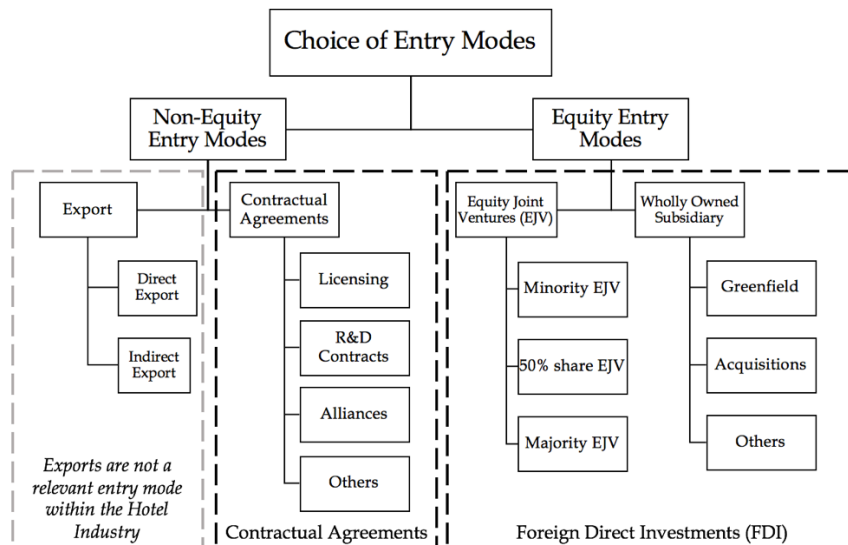 Choice of Entry Modes
Non-Equity
Entry Modes
Equity Entry
Modes
Export
Contractual
Agreements
Equity Joint
Ventures (EJV)
Wholly Owned
Subsidiary
Direct
Export
Licensing
Minority EJV
Greenfield
Indirect
Export
R&D
Contracts
50% share EJV
Acquisitions
Alliances
Majority EJV
Others
Others
Exports are not a
relevant entry mode
within the Hotel
Industry
Contractual Agreements
Foreign Direct Investments (FDI)